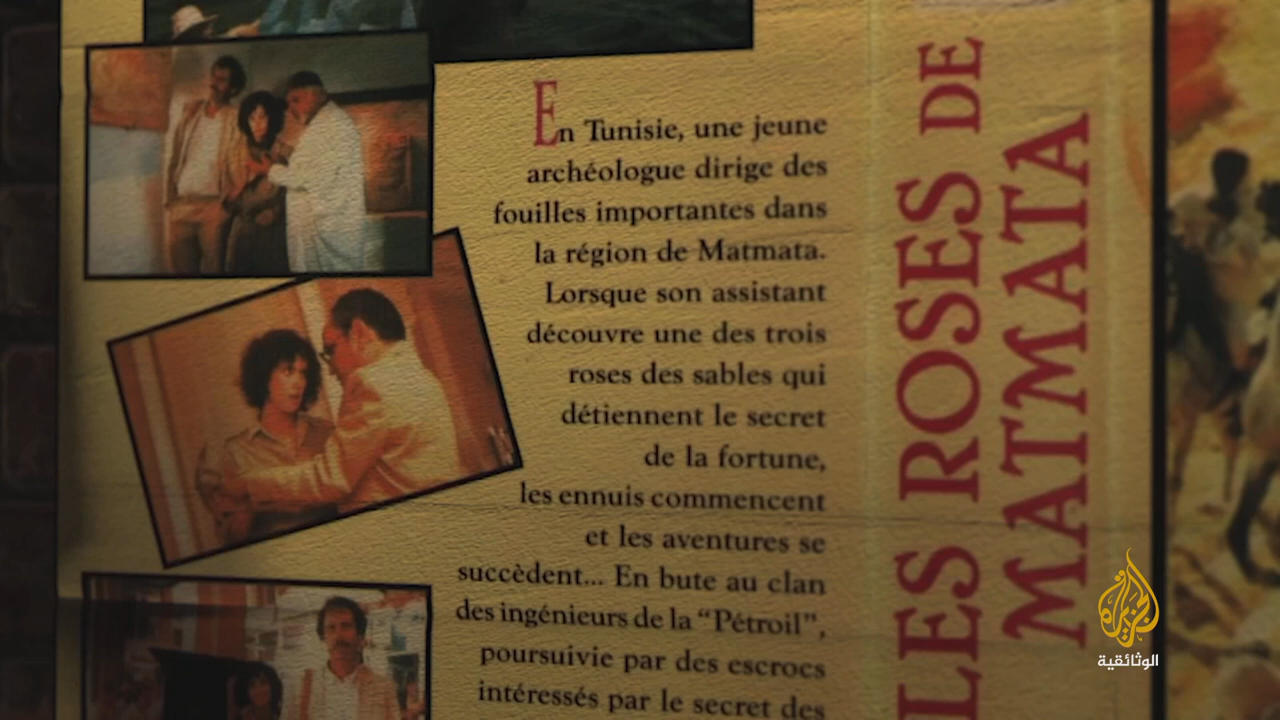 En Tunisie, une jeune
archéologue dirige des
fouilles importantes dans
la région de Matmata.
Lorsque son assistant
découvre une des trois
roses des sables qui
détiennent le secret
de la fortune,
les ennuis commencent
et les aventures se
succèdent... En bute au clan
des ingénieurs de la “Pétroil”,
poursuivie par des escrocs
intéressés par le secret des
LES ROSES DE
MATMATA
الجزيرة
الوثائقية